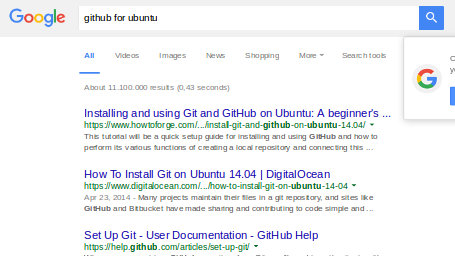 Google github for ubuntu
All Videos Images News Shopping More Search tools
About 11.100.000 results (0,43 seconds)
Installing and using Git and GitHub on Ubuntu: A beginner's ...
https://www.howtoforge.com/.../install-git-and-github-on-ubuntu-14.04/
This tutorial will be a quick setup guide for installing and using GitHub and how to
perform its various functions of creating a local repository and connecting this ...
How To Install Git on Ubuntu 14.04 | DigitalOcean
https://www.digitalocean.com/.../how-to-install-git-on-ubuntu-14-04
Apr 23, 2014 - Many projects maintain their files in a git repository, and sites like
GitHub and Bitbucket have made sharing and contributing to code simple and ...
Set Up Git - User Documentation - GitHub Help
https://help.github.com/articles/set-up-git/